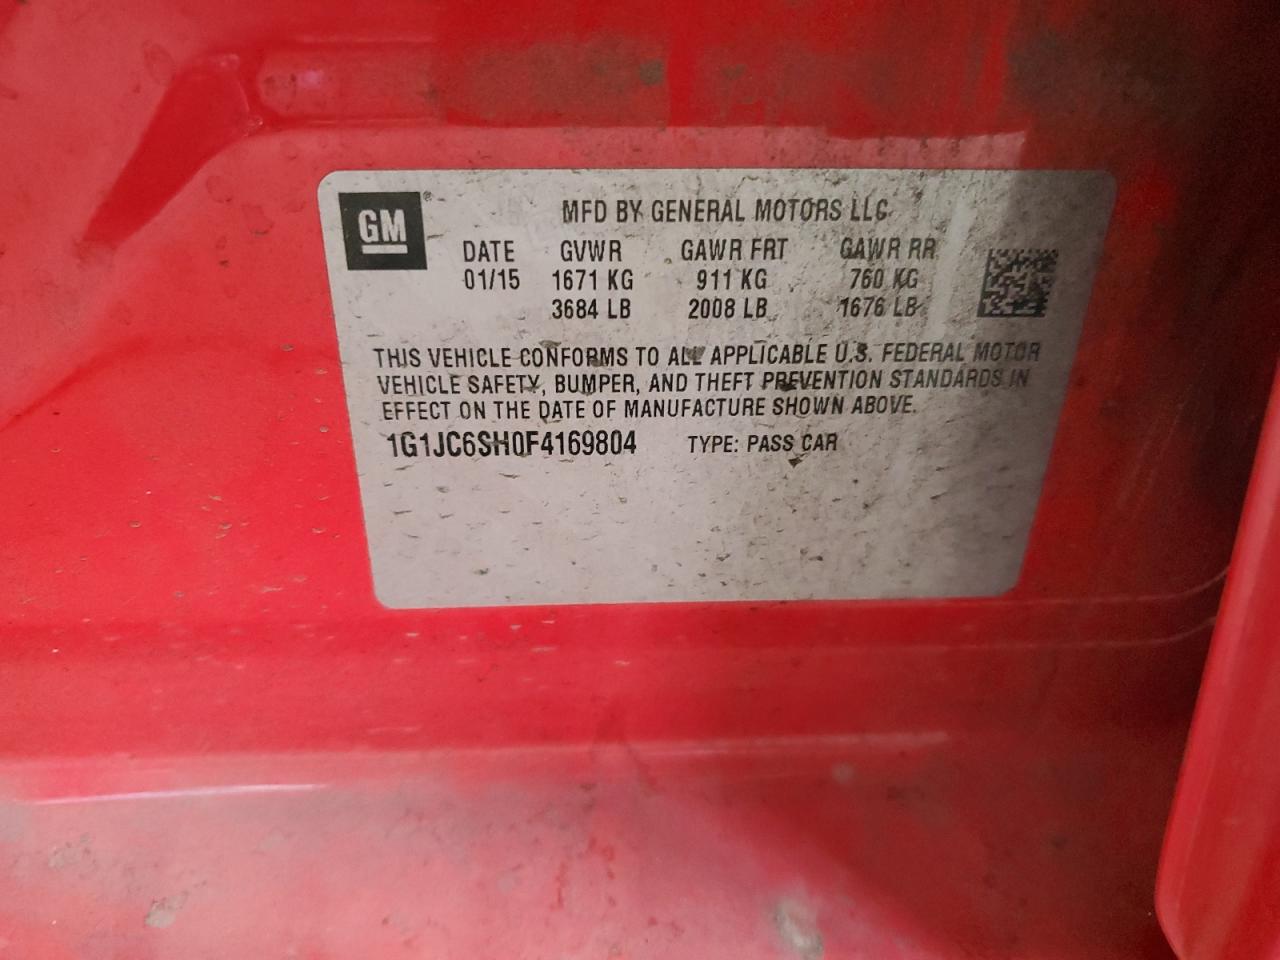 GM
MFD BY GENERAL MOTORS LLC
DATE GVWR GAWR FRT GAWR RR
01/15 1671 KG 911 KG 760 KG
3684 LB 2008 LB 1676 LB
THIS VEHICLE CONFORMS TO ALL APPLICABLE U.S. FEDERAL MOTOR
VEHICLE SAFETY, BUMPER, AND THEFT PREVENTION STANDARDS IN
EFFECT ON THE DATE OF MANUFACTURE SHOWN ABOVE.
1G1JC6SH0F4169804 TYPE: PASS CAR